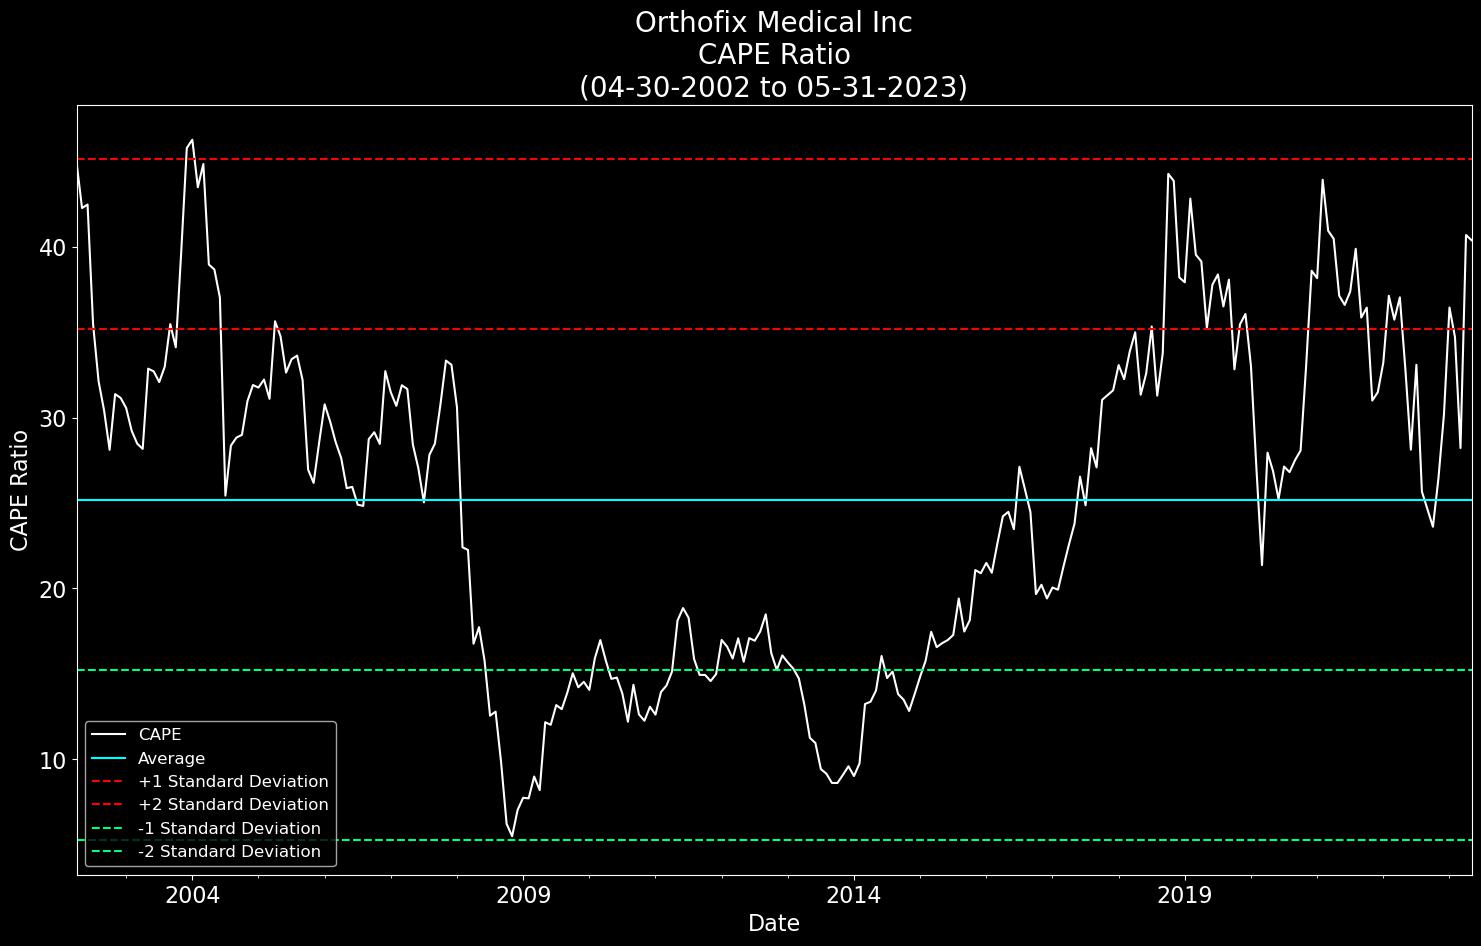 Orthofix Medical Inc
CAPE Ratio
(04-30-2002 to 05-31-2023)
CAPE Ratio
40
30
20
10
CAPE
Average
+1 Standard Deviation
+2 Standard Deviation
-1 Standard Deviation
-2 Standard Deviation
2004
2009
2014
2019
Date